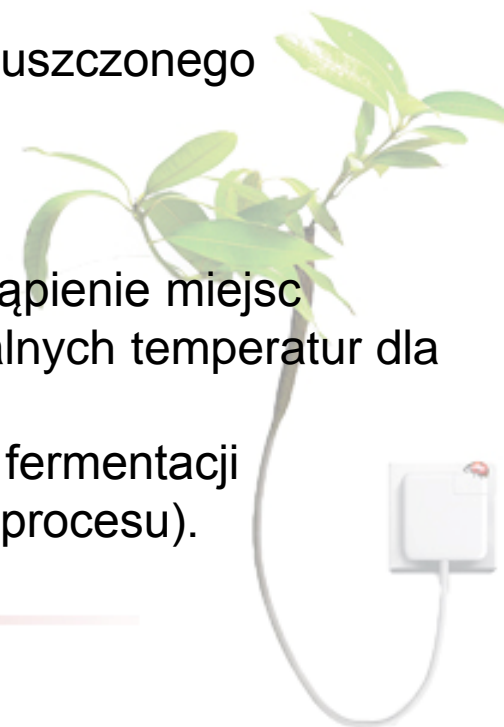 uszczonego
ąpienie miejsc
alnych temperatur dla
fermentacji
procesu).